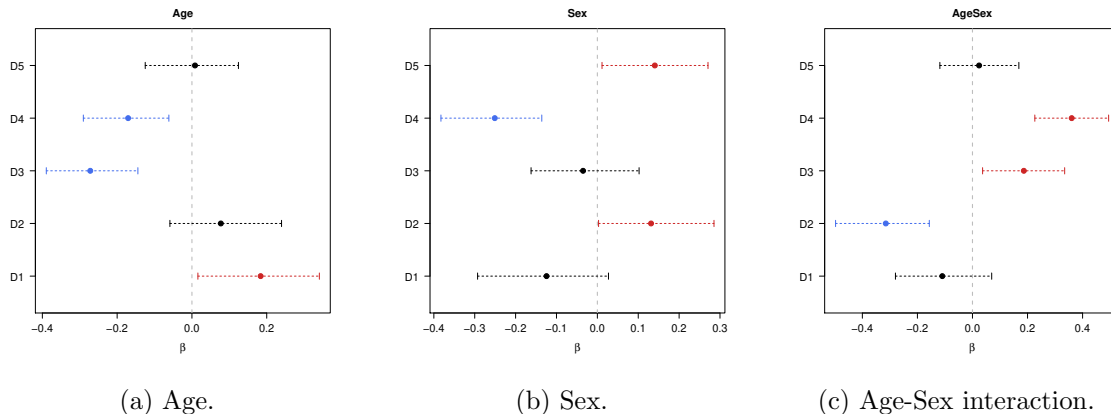 Age
D5
D4
D3
D2
D1
−0.4 −0.2 0.0 0.2
β
(a) Age.
Sex
D5
D4
D3
D2
D1
−0.4 −0.3 −0.2 −0.1 0.0 0.1 0.2 0.3
β
(b) Sex.
AgeSex
D5
D4
D3
D2
D1
−0.4 −0.2 0.0 0.2 0.4
β
(c) Age-Sex interaction.